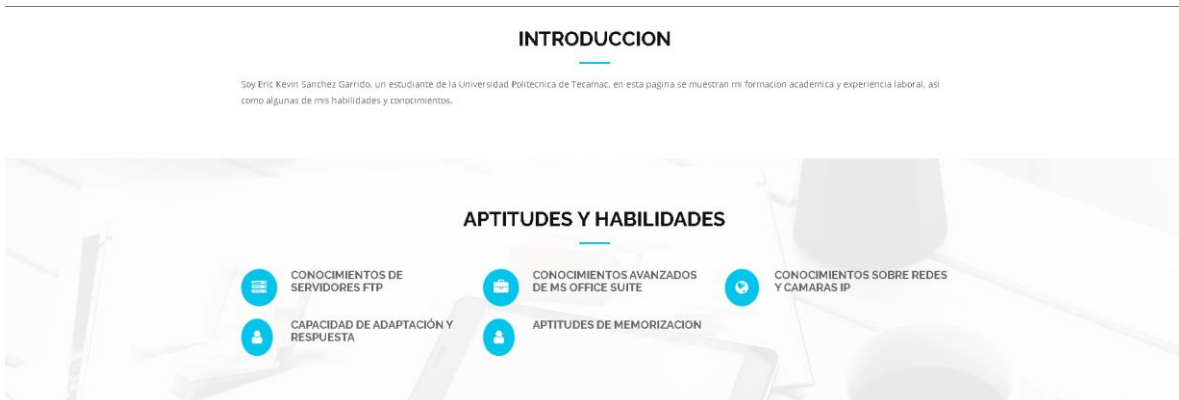 INTRODUCCION
Soy Eric Kevin Sanchez Garrido, un estudiante de la Universidad Politecnica de Tecamac, en esta pagina se muestran mi formacion academica y experiencia laboral, asi
como algunas de mis habilidades y conocimientos.
APTITUDES Y HABILIDADES
CONOCIMIENTOS DE
SERVIDORES FTP
CONOCIMIENTOS AVANZADOS
DE MS OFFICE SUITE
CONOCIMIENTOS SOBRE REDES
Y CAMARAS IP
CAPACIDAD DE ADAPTACIÓN Y
RESPUESTA
APTITUDES DE MEMORIZACION